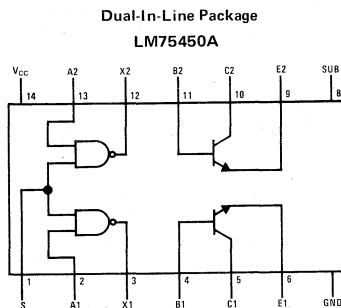 Dual-In-Line Package
LM75450A
VCC A2 X2 B2 C2 E2 SUB
14 13 12 11 10 9 8
1 2 3 4 5 6
S A1 X1 B1 C1 E1 GND